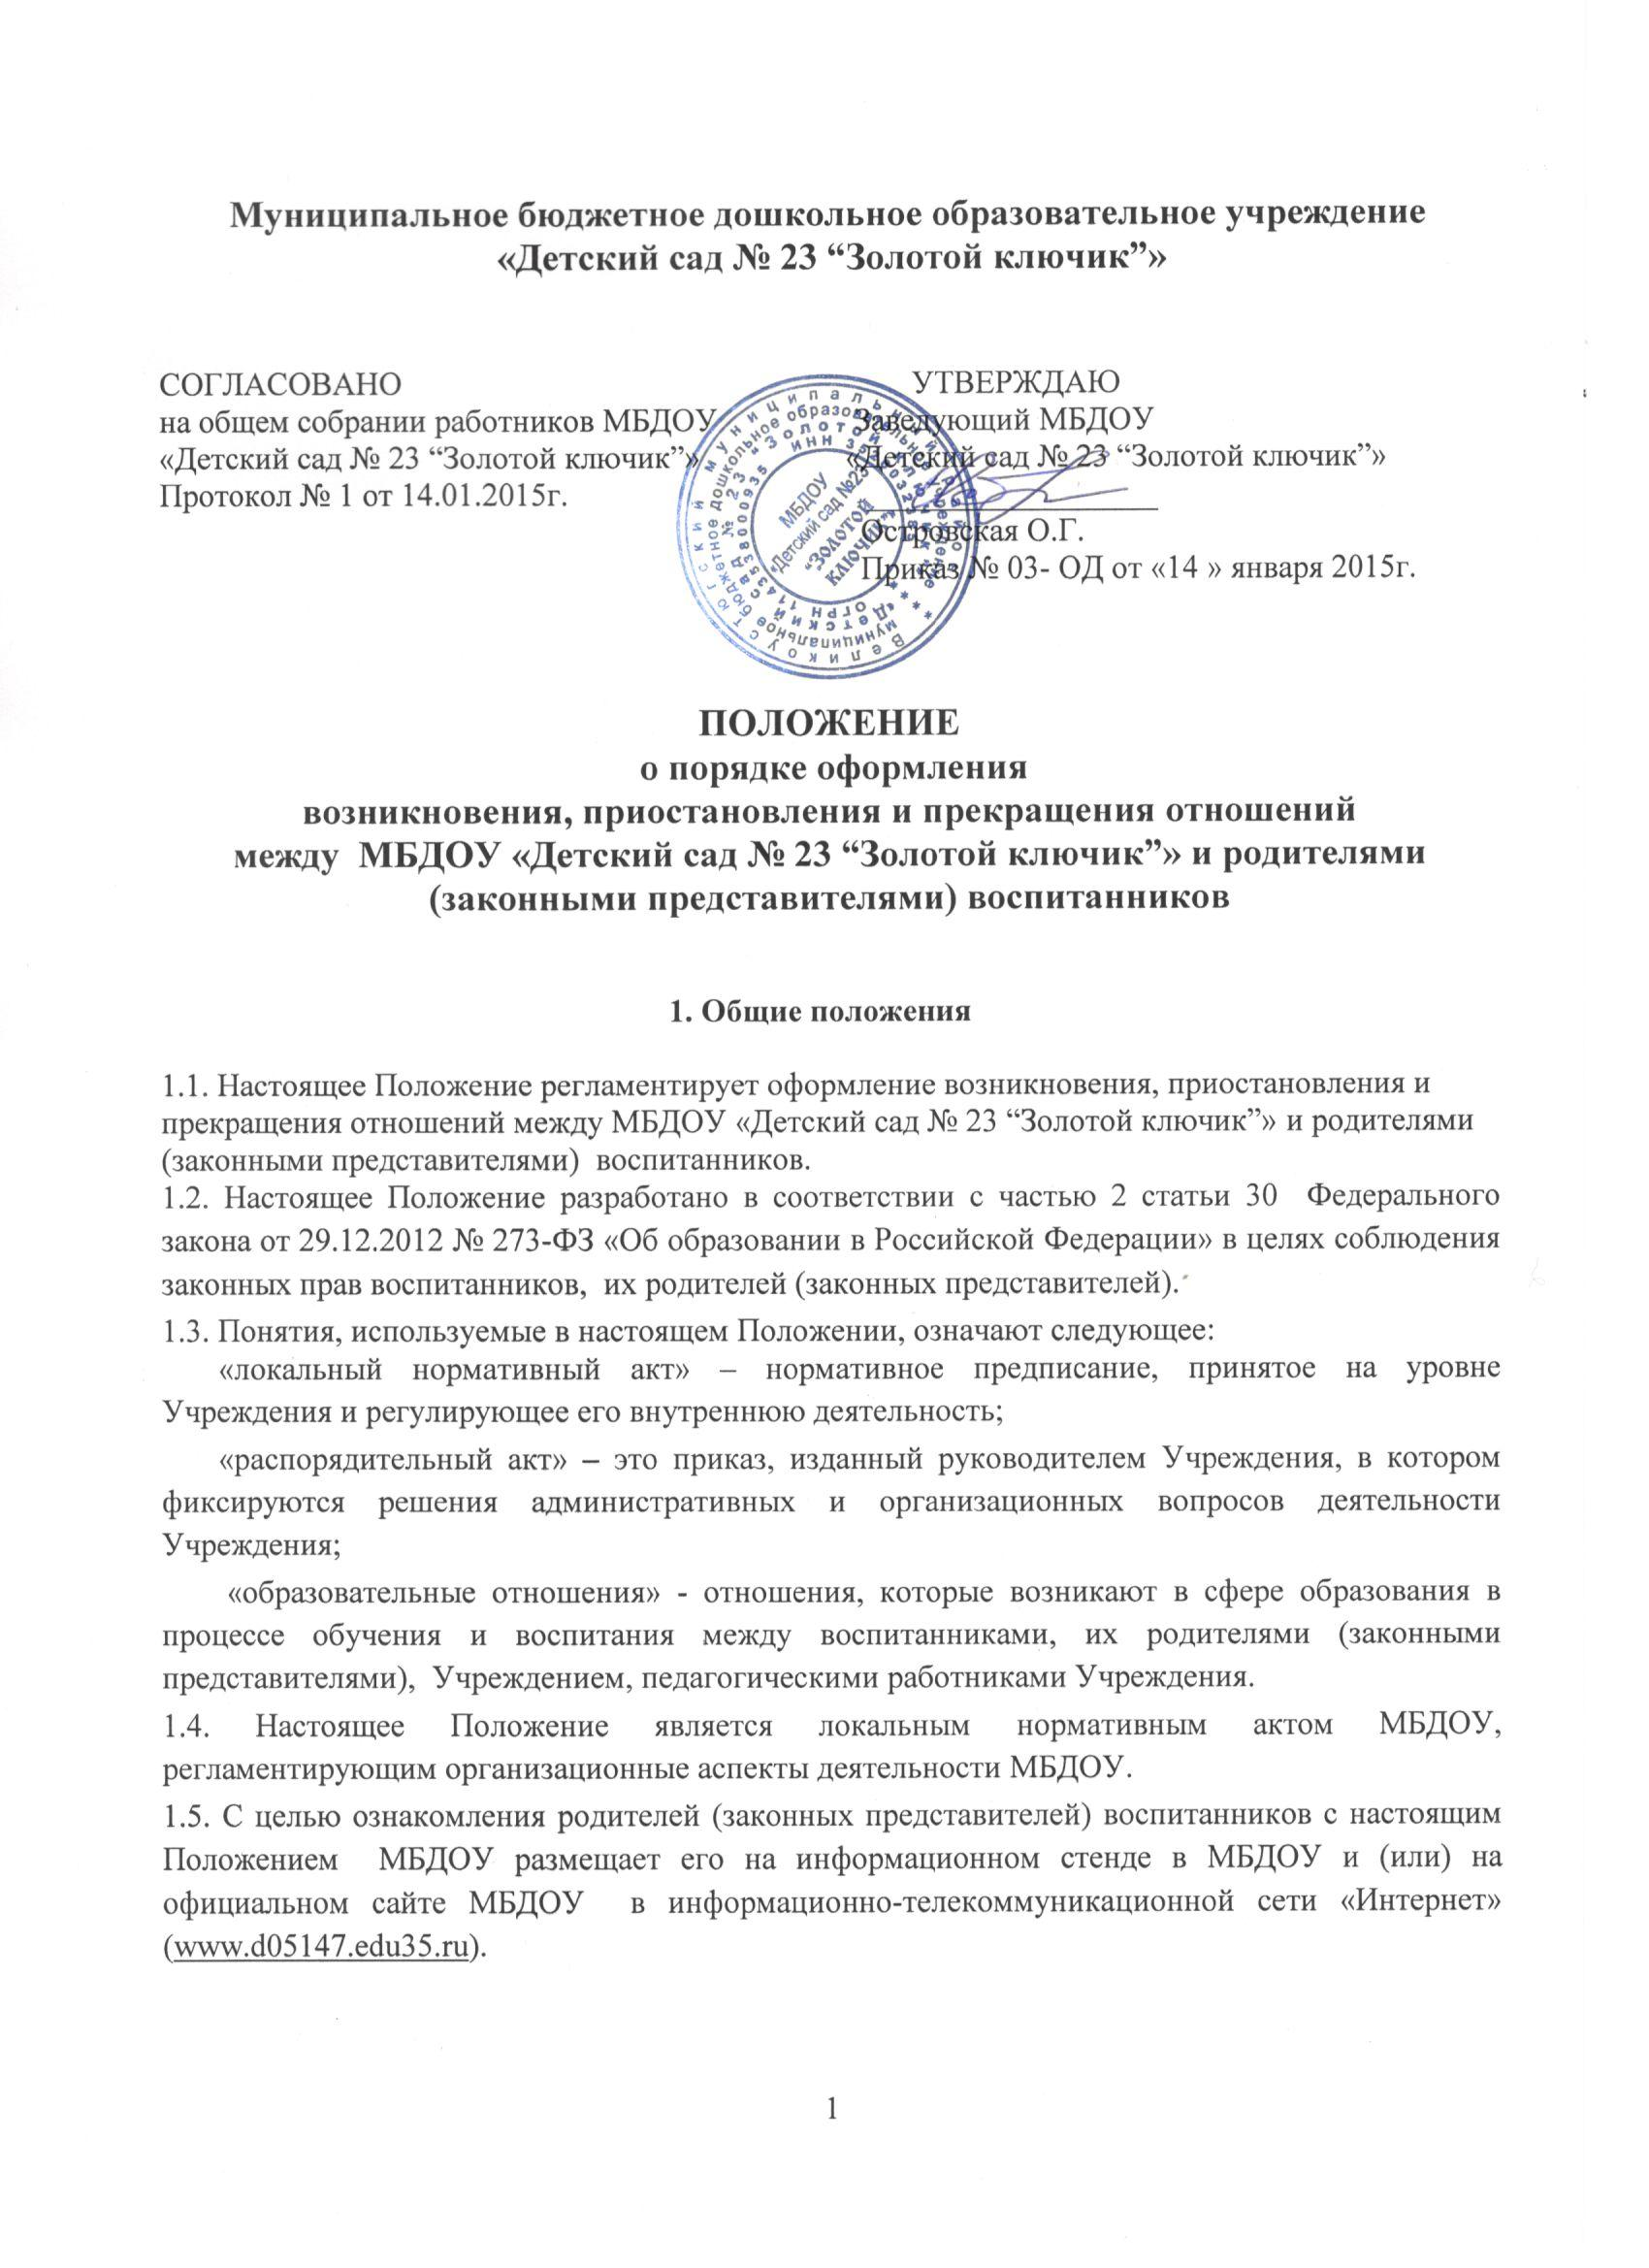 Муниципальное бюджетное дошкольное образовательное учреждение
«Детский сад № 23 “Золотой ключик”»
СОГЛАСОВАНО
на общем собрании работников МБДОУ
«Детский сад № 23 “Золотой ключик”»
Протокол № 1 от 14.01.2015г.
УТВЕРЖДАЮ
Заведующий МБДОУ
«Детский сад № 23 “Золотой ключик”»
Островская О.Г.
Приказ № 03- ОД от «14 » января 2015г.
МБДОУ
«Детский сад №23
“ЗОЛОТОЙ
КЛЮЧИК”»
ПОЛОЖЕНИЕ
о порядке оформления
возникновения, приостановления и прекращения отношений
между МБДОУ «Детский сад № 23 “Золотой ключик”» и родителями
(законными представителями) воспитанников
1. Общие положения
1.1. Настоящее Положение регламентирует оформление возникновения, приостановления и
прекращения отношений между МБДОУ «Детский сад № 23 “Золотой ключик”» и родителями
(законными представителями) воспитанников.
1.2. Настоящее Положение разработано в соответствии с частью 2 статьи 30 Федерального
закона от 29.12.2012 № 273-ФЗ «Об образовании в Российской Федерации» в целях соблюдения
законных прав воспитанников, их родителей (законных представителей).
1.3. Понятия, используемые в настоящем Положении, означают следующее:
«локальный нормативный акт» – нормативное предписание, принятое на уровне
Учреждения и регулирующее его внутреннюю деятельность;
«распорядительный акт» – это приказ, изданный руководителем Учреждения, в котором
фиксируются решения административных и организационных вопросов деятельности
Учреждения;
«образовательные отношения» - отношения, которые возникают в сфере образования в
процессе обучения и воспитания между воспитанниками, их родителями (законными
представителями), Учреждением, педагогическими работниками Учреждения.
1.4. Настоящее Положение является локальным нормативным актом МБДОУ,
регламентирующим организационные аспекты деятельности МБДОУ.
1.5. С целью ознакомления родителей (законных представителей) воспитанников с настоящим
Положением МБДОУ размещает его на информационном стенде в МБДОУ и (или) на
официальном сайте МБДОУ в информационно-телекоммуникационной сети «Интернет»
(www.d05147.edu35.ru).
1